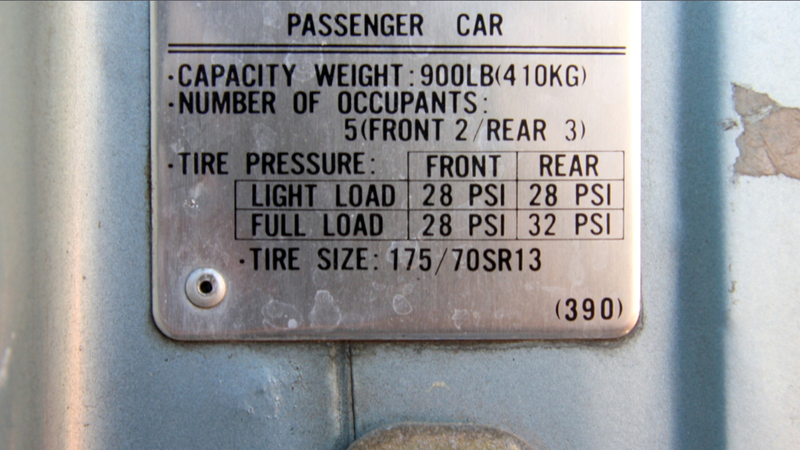 PASSENGER CAR
·CAPACITY WEIGHT:900LB(410KG)
·NUMBER OF OCCUPANTS:
5(FRONT 2/REAR 3)
·TIRE PRESSURE: FRONT REAR
LIGHT LOAD 28 PSI 28 PSI
FULL LOAD 28 PSI 32 PSI
·TIRE SIZE: 175/70SR13
(390)